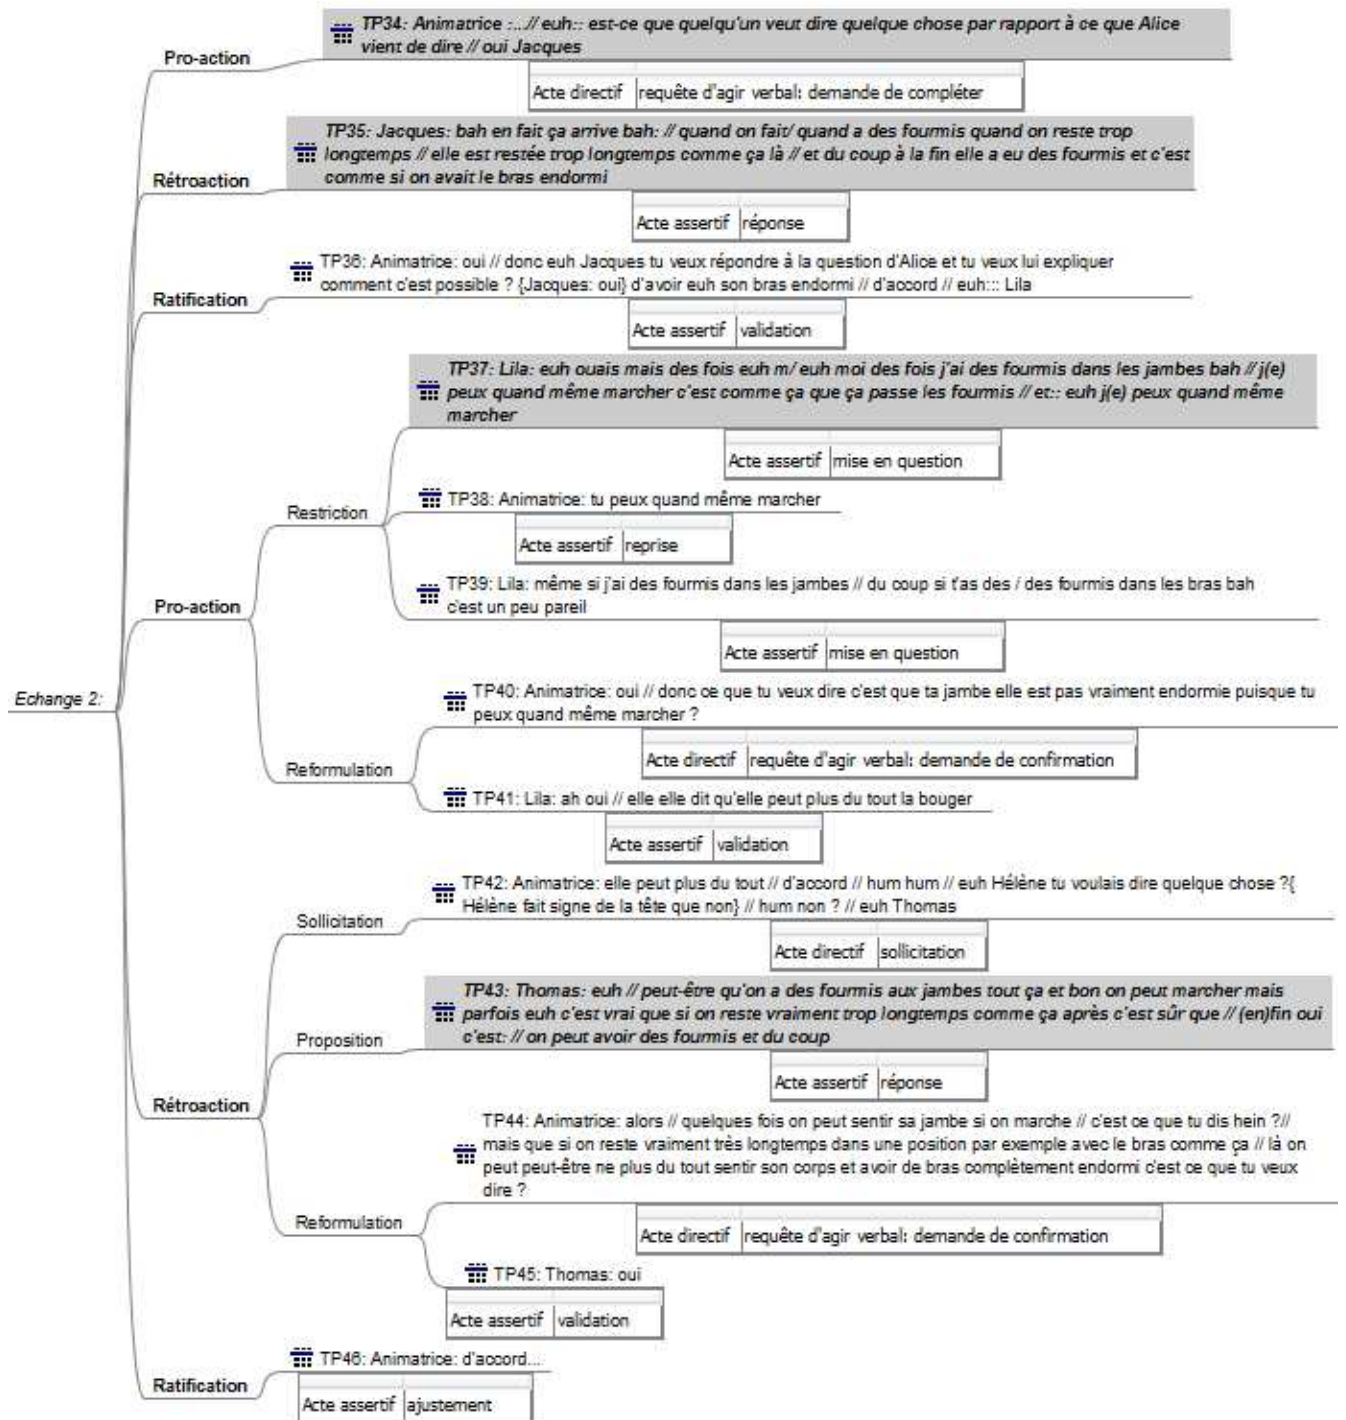 TP34: Animatrice :...// euh:: est-ce que quelqu'un veut dire quelque chose par rapport à ce que Alice
vient de dire // oui Jacques
Pro-action
Acte directif requête d'agir verbal: demande de compléter
TP35: Jacques: bah en fait ça arrive bah: // quand on fait/ quand a des fourmis quand on reste trop
longtemps // elle est restée trop longtemps comme ça là // et du coup à la fin elle a eu des fourmis et c'est
comme si on avait le bras endormi
Rétroaction
Acte assertif réponse
TP36: Animatrice: oui // donc euh Jacques tu veux répondre à la question d'Alice et tu veux lui expliquer
comment c'est possible ? {Jacques: oui} d'avoir euh son bras endormi // d'accord // euh::: Lila
Ratification
Acte assertif validation
TP37: Lila: euh ouais mais des fois euh m/ euh moi des fois j'ai des fourmis dans les jambes bah // j(e)
peux quand même marcher c'est comme ça que ça passe les fourmis // et:: euh j(e) peux quand même
marcher
Acte assertif mise en question
TP38: Animatrice: tu peux quand même marcher
Restriction
Acte assertif reprise
TP39: Lila: même si j'ai des fourmis dans les jambes // du coup si t'as des / des fourmis dans les bras bah
c'est un peu pareil
Pro-action
Acte assertif mise en question
Echange 2:
TP40: Animatrice: oui // donc ce que tu veux dire c'est que ta jambe elle est pas vraiment endormie puisque tu
peux quand même marcher ?
Acte directif requête d'agir verbal: demande de confirmation
Reformulation
TP41: Lila: ah oui // elle elle dit qu'elle peut plus du tout la bouger
Acte assertif validation
TP42: Animatrice: elle peut plus du tout // d'accord // hum hum // euh Hélène tu voulais dire quelque chose ?{
Hélène fait signe de la tête que non} // hum non ? // euh Thomas
Sollicitation
Acte directif sollicitation
TP43: Thomas: euh // peut-être qu'on a des fourmis aux jambes tout ça et bon on peut marcher mais
parfois euh c'est vrai que si on reste vraiment trop longtemps comme ça après c'est sûr que // (en)fin oui
c'est: // on peut avoir des fourmis et du coup
Proposition
Acte assertif réponse
Rétroaction
TP44: Animatrice: alors // quelques fois on peut sentir sa jambe si on marche // c'est ce que tu dis hein ?//
mais que si on reste vraiment très longtemps dans une position par exemple avec le bras comme ça // là on
peut peut-être ne plus du tout sentir son corps et avoir de bras complètement endormi c'est ce que tu veux
dire ?
Reformulation
Acte directif requête d'agir verbal: demande de confirmation
TP45: Thomas: oui
Acte assertif validation
TP46: Animatrice: d'accord...
Ratification
Acte assertif ajustement